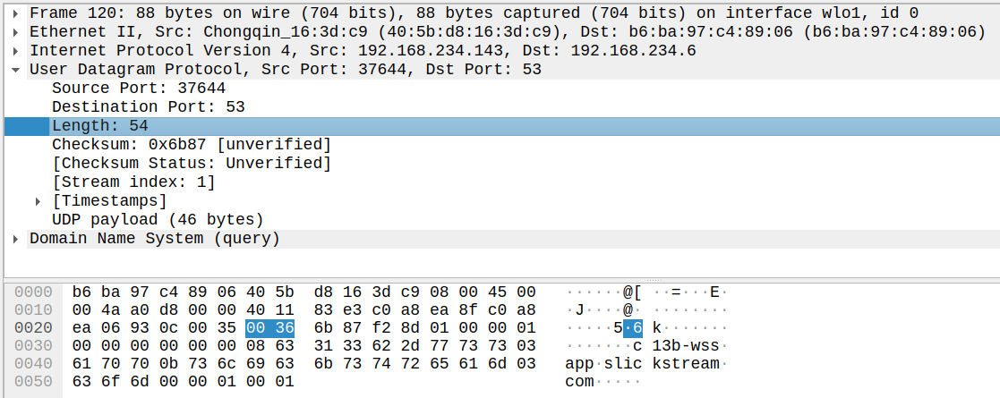 Frame 120: 88 bytes on wire (704 bits), 88 bytes captured (704 bits) on interface wlo1, id 0
Ethernet II, Src: Chongqin_16:3d:c9 (40:5b:d8:16:3d:c9), Dst: b6:ba:97:c4:89:06 (b6:ba:97:c4:89:06)
Internet Protocol Version 4, Src: 192.168.234.143, Dst: 192.168.234.6
User Datagram Protocol, Src Port: 37644, Dst Port: 53
Source Port: 37644
Destination Port: 53
Length: 54
Checksum: 0x6b87 [unverified]
[Checksum Status: Unverified]
[Stream index: 1]
[Timestamps]
UDP payload (46 bytes)
Domain Name System (query)
0000 b6 ba 97 c4 89 06 40 5b d8 16 3d c9 08 00 45 00 ······@[ ··=···E·
0010 00 4a a0 d8 00 00 40 11 83 e3 c0 a8 ea 8f c0 a8 ·J····@· ········
0020 ea 06 93 0c 00 35 00 36 6b 87 f2 8d 01 00 00 01 ·····5·6 k·······
0030 00 00 00 00 00 00 08 63 31 33 62 2d 77 73 73 03 ·······c 13b-wss·
0040 61 70 70 0b 73 6c 69 63 6b 73 74 72 65 61 6d 03 app·slic kstream·
0050 63 6f 6d 00 00 01 00 01 com·····